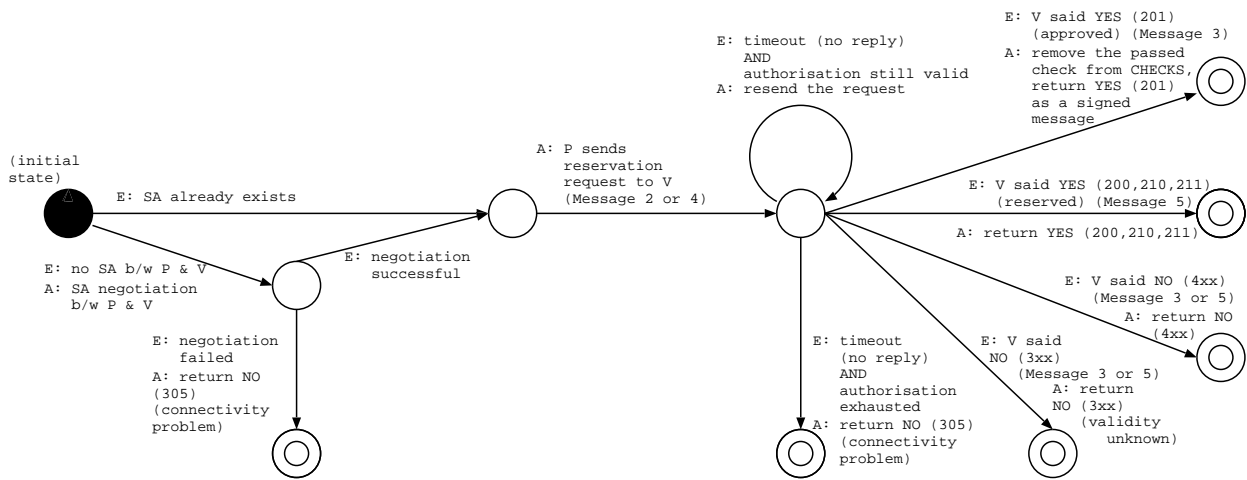 (initial
state)
E: SA already exists
E: no SA b/w P & V
A: SA negotiation
b/w P & V
E: negotiation
successful
E: negotiation
failed
A: return NO
(305)
(connectivity
problem)
A: P sends
reservation
request to V
(Message 2 or 4)
E: timeout (no reply)
AND
authorisation still valid
A: resend the request
E: V said YES (201)
(approved) (Message 3)
A: remove the passed
check from CHECKS,
return YES (201)
as a signed
message
E: V said YES (200,210,211)
(reserved) (Message 5)
A: return YES (200,210,211)
E: V said NO (4xx)
(Message 3 or 5)
A: return NO
(4xx)
E: V said
NO (3xx)
(Message 3 or 5)
A: return
NO (3xx)
(validity
unknown)
E: timeout
(no reply)
AND
authorisation
exhausted
A: return NO (305)
(connectivity
problem)